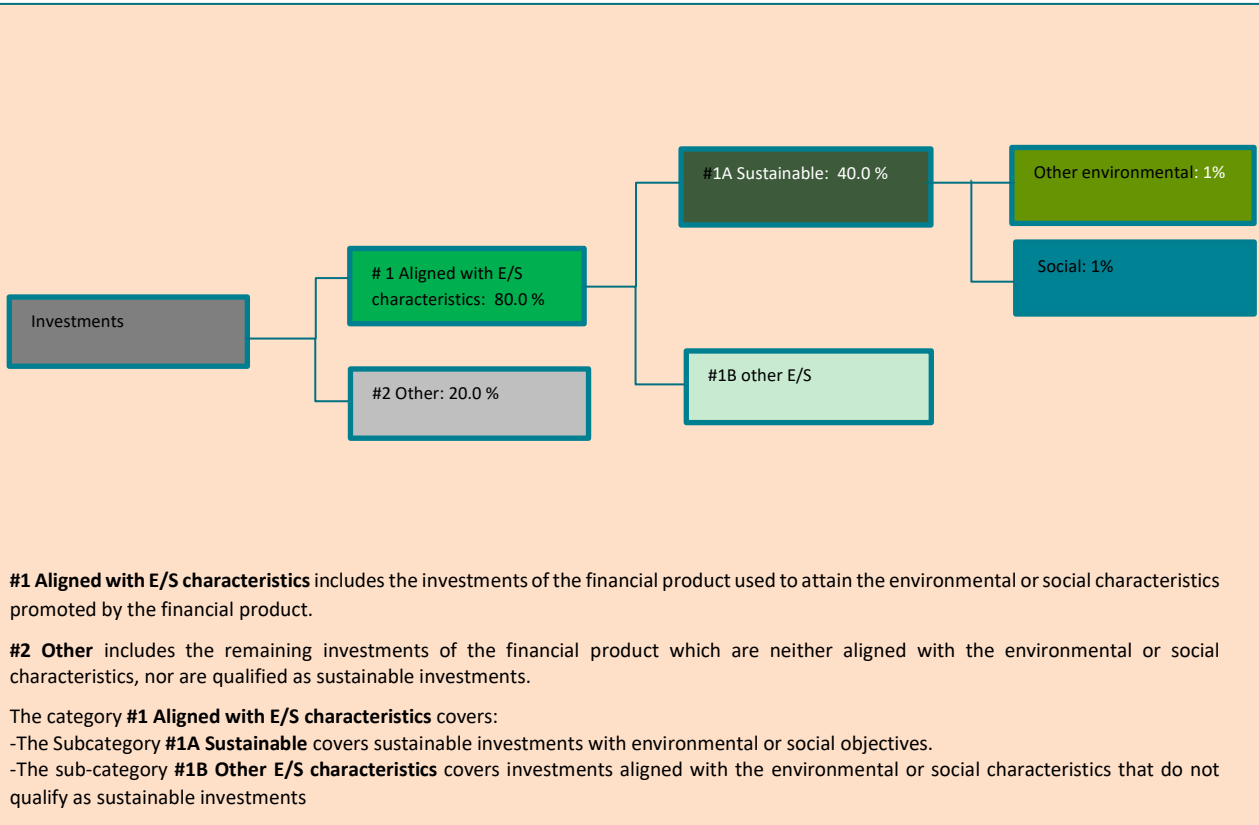 #1A Sustainable:  40.0 %
Other environmental: 1%
Social: 1%
# 1 Aligned with E/S
characteristics:  80.0 %
Investments
#2 Other: 20.0 %
#1B other E/S
#1 Aligned with E/S characteristics includes the investments of the financial product used to attain the environmental or social characteristics
promoted by the financial product.
#2 Other includes the remaining investments of the financial product which are neither aligned with the environmental or social
characteristics, nor are qualified as sustainable investments.
The category #1 Aligned with E/S characteristics covers:
-The Subcategory #1A Sustainable covers sustainable investments with environmental or social objectives.
-The sub-category #1B Other E/S characteristics covers investments aligned with the environmental or social characteristics that do not
qualify as sustainable investments